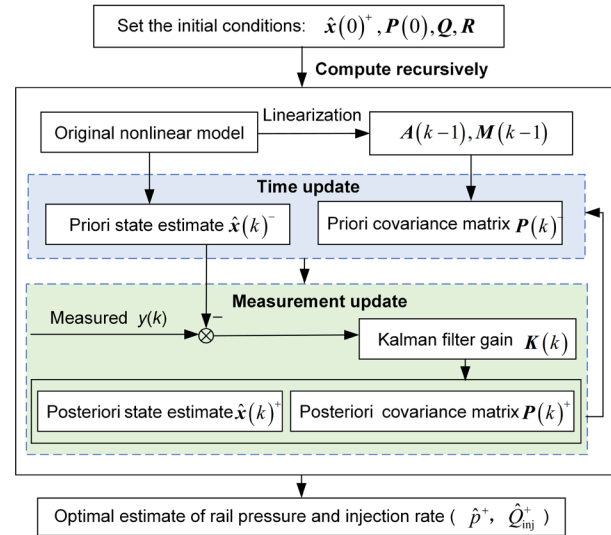 Set the initial conditions: x̂(0)⁺, P(0), Q, R
Compute recursively
Linearization
Original nonlinear model
A(k−1), M(k−1)
Time update
Priori state estimate x̂(k)⁻
Priori covariance matrix P(k)⁻
Measurement update
Measured y(k)
−
Kalman filter gain K(k)
Posteriori state estimate x̂(k)⁺
Posteriori covariance matrix P(k)⁺
Optimal estimate of rail pressure and injection rate ( p̂⁺, Q̂⁺inj )